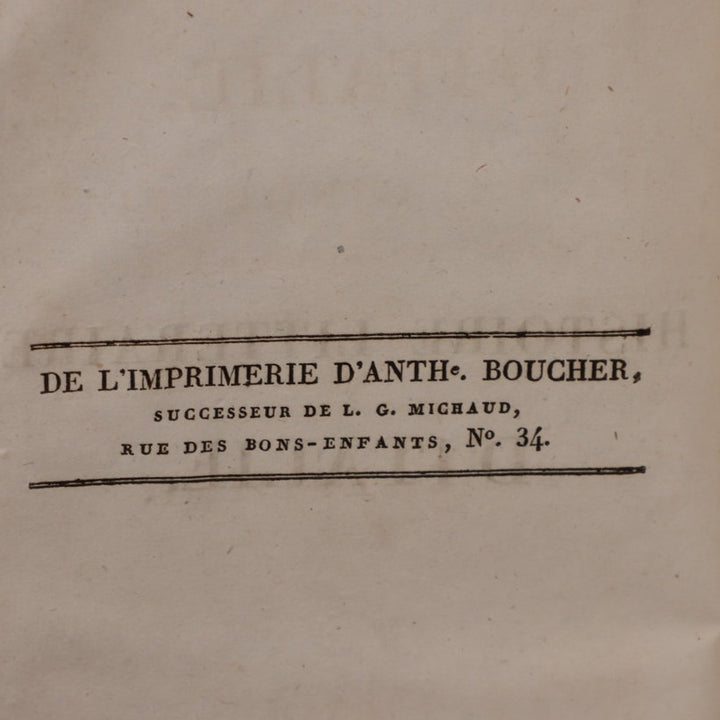 DE L'IMPRIMERIE D'ANTHe. BOUCHER,
SUCCESSEUR DE L. G. MICHAUD,
RUE DES BONS-ENFANTS, No. 34.